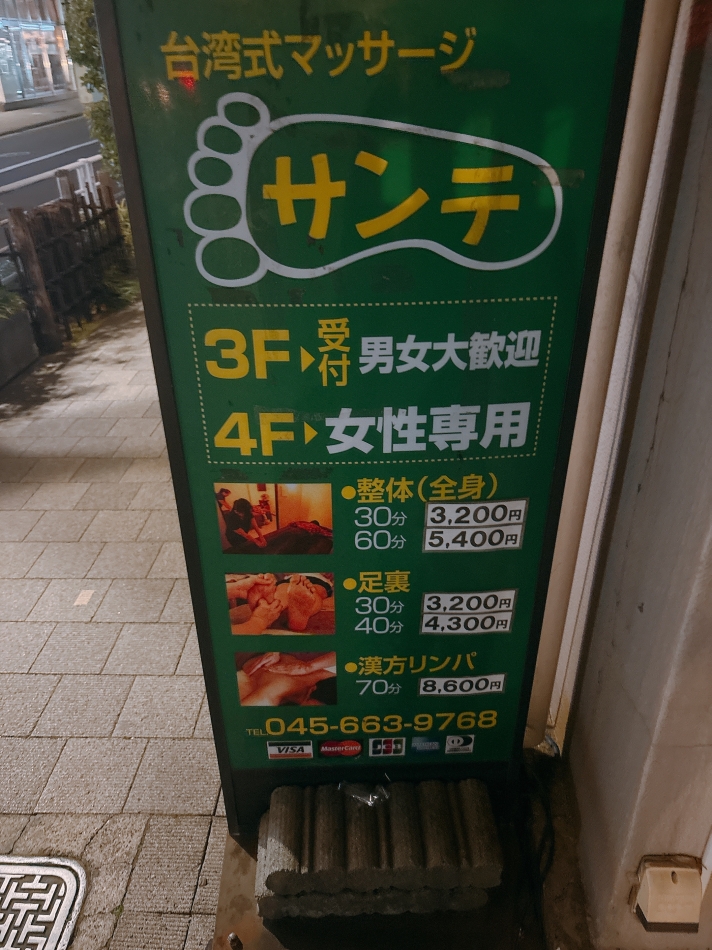 台湾式マッサージ
サンテ
3F▶受付 男女大歓迎
4F▶女性専用
●整体(全身)
30分 3,200円
60分 5,400円
●足裏
30分 3,200円
40分 4,300円
●漢方リンパ
70分 8,600円
TEL045-663-9768
VISA MasterCard JCB